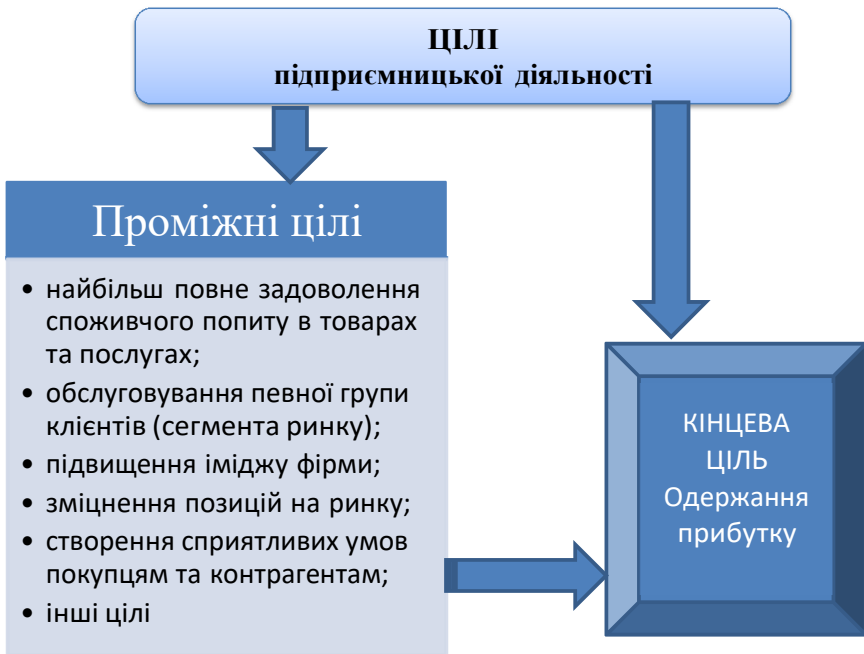 ЦІЛІ
підприємницької діяльності
Проміжні цілі
• найбільш повне задоволення
споживчого попиту в товарах
та послугах;
• обслуговування певної групи
клієнтів (сегмента ринку);
• підвищення іміджу фірми;
• зміцнення позицій на ринку;
• створення сприятливих умов
покупцям та контрагентам;
• інші цілі
КІНЦЕВА
ЦІЛЬ
Одержання
прибутку